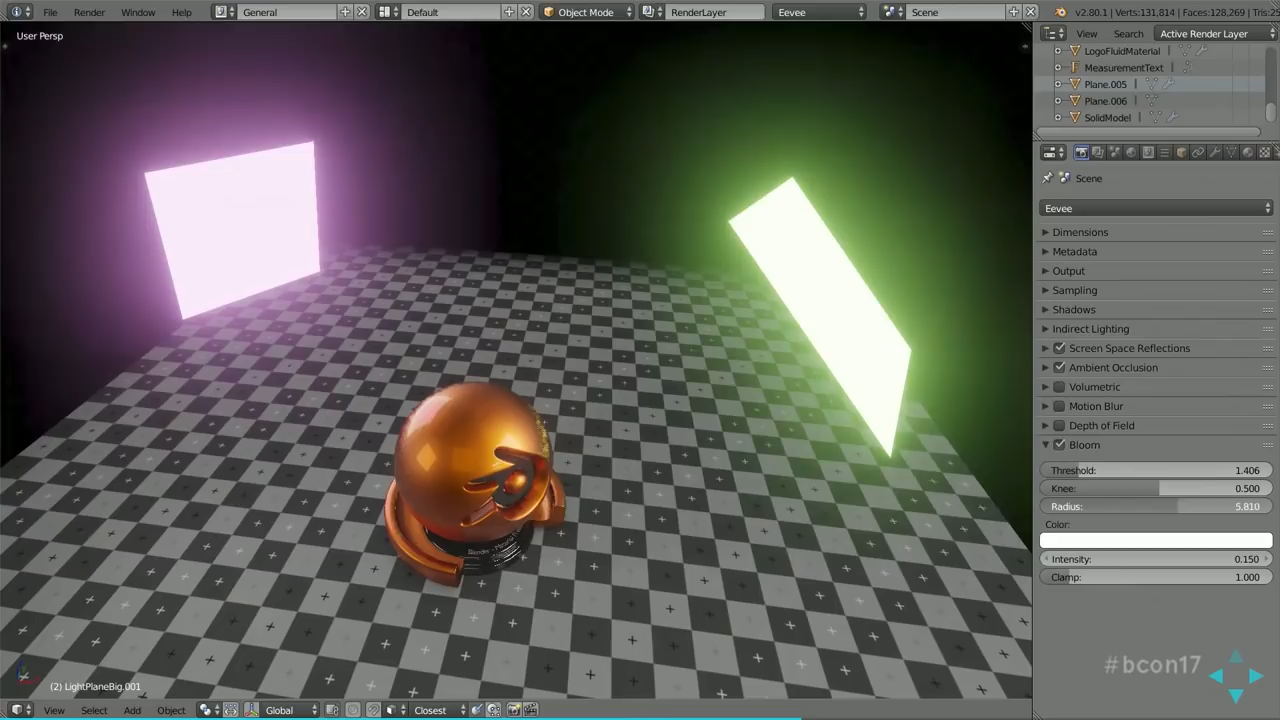 File Render Window Help General Default Object Mode RenderLayer Eevee Scene v2.80.1 | Verts:131,814 | Faces:128,269 | Tris:25
User Persp
View Search Active Render Layer
LogoFluidMaterial
MeasurementText
Plane.005
Plane.006
SolidModel
Scene
Eevee
Dimensions
Metadata
Output
Sampling
Shadows
Indirect Lighting
Screen Space Reflections
Ambient Occlusion
Volumetric
Motion Blur
Depth of Field
Bloom
Threshold: 1.406
Knee: 0.500
Radius: 5.810
Color:
Intensity: 0.150
Clamp: 1.000
#bcon17
(2) LightPlaneBig.001
View Select Add Object Global Closest